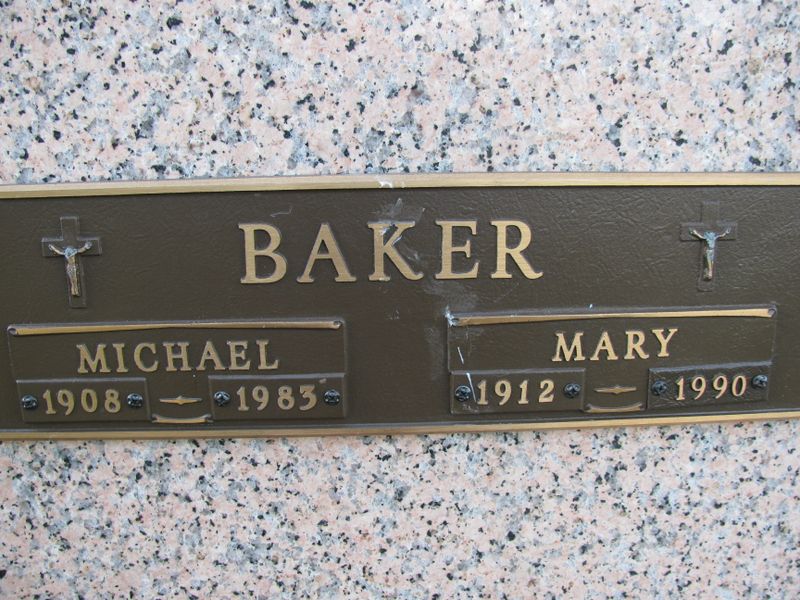 BAKER
MICHAEL
1908 1983
MARY
1912 1990